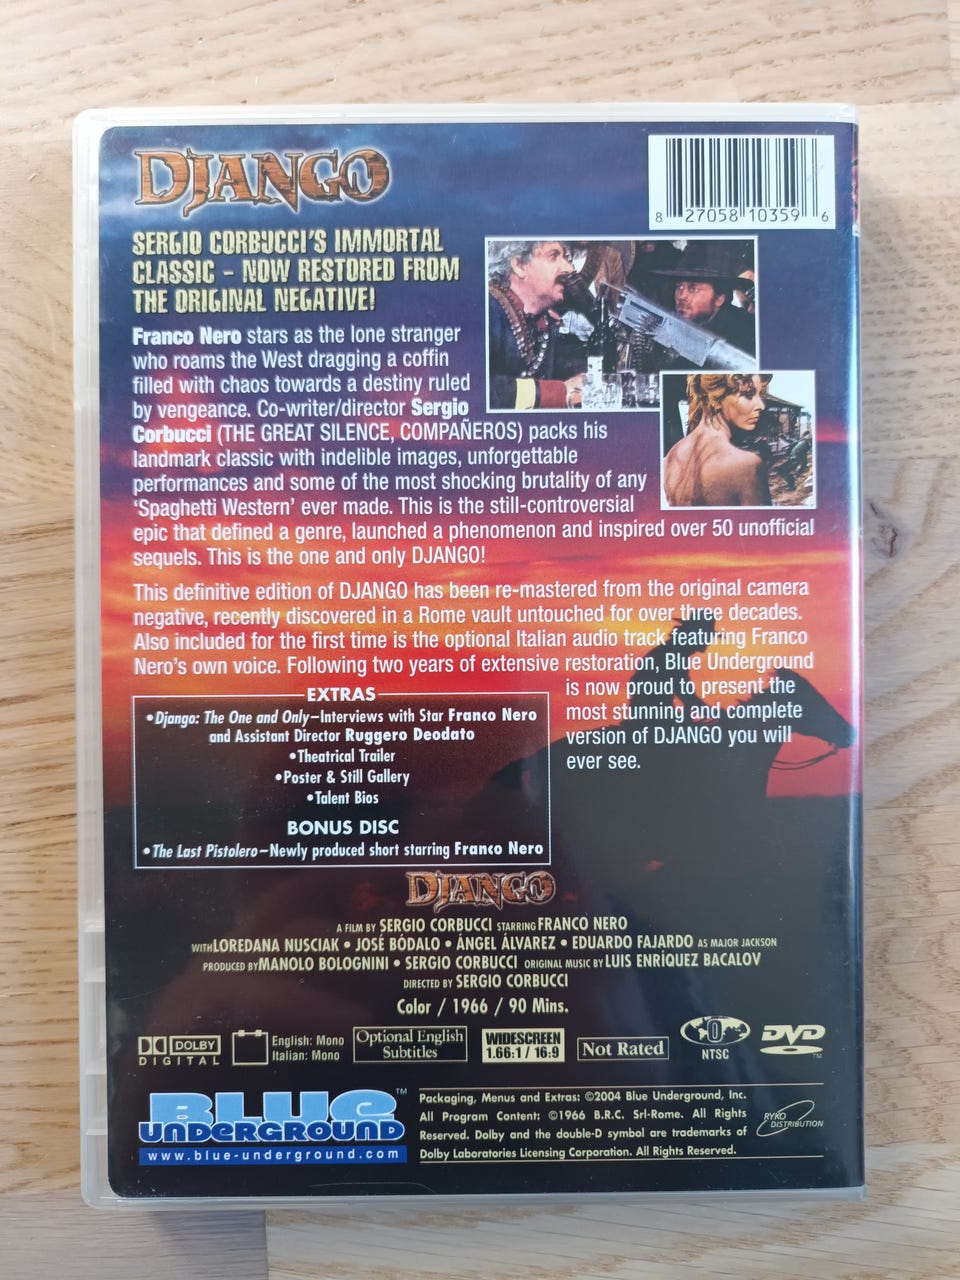 DJANGO
8 27058 10359 6
SERGIO CORBUCCI'S IMMORTAL
CLASSIC - NOW RESTORED FROM
THE ORIGINAL NEGATIVE!
Franco Nero stars as the lone stranger
who roams the West dragging a coffin
filled with chaos towards a destiny ruled
by vengeance. Co-writer/director Sergio
Corbucci (THE GREAT SILENCE, COMPAÑEROS) packs his
landmark classic with indelible images, unforgettable
performances and some of the most shocking brutality of any
'Spaghetti Western' ever made. This is the still-controversial
epic that defined a genre, launched a phenomenon and inspired over 50 unofficial
sequels. This is the one and only DJANGO!
This definitive edition of DJANGO has been re-mastered from the original camera
negative, recently discovered in a Rome vault untouched for over three decades.
Also included for the first time is the optional Italian audio track featuring Franco
Nero's own voice. Following two years of extensive restoration, Blue Underground
is now proud to present the
most stunning and complete
version of DJANGO you will
ever see.
EXTRAS
•Django: The One and Only–Interviews with Star Franco Nero
and Assistant Director Ruggero Deodato
•Theatrical Trailer
•Poster & Still Gallery
•Talent Bios
BONUS DISC
•The Last Pistolero–Newly produced short starring Franco Nero
DJANGO
A FILM BY SERGIO CORBUCCI STARRING FRANCO NERO
WITH LOREDANA NUSCIAK • JOSÉ BÓDALO • ÁNGEL ÁLVAREZ • EDUARDO FAJARDO AS MAJOR JACKSON
PRODUCED BY MANOLO BOLOGNINI • SERGIO CORBUCCI ORIGINAL MUSIC BY LUIS ENRÍQUEZ BACALOV
DIRECTED BY SERGIO CORBUCCI
Color / 1966 / 90 Mins.
DOLBY
DIGITAL
English: Mono
Italian: Mono
Optional English
Subtitles
WIDESCREEN
1.66:1 / 16:9
Not Rated
0
NTSC
DVD
TM
BLUE TM
UNDERGROUND
www.blue-underground.com
Packaging, Menus and Extras: ©2004 Blue Underground, Inc.
All Program Content: ©1966 B.R.C. Srl-Rome. All Rights
Reserved. Dolby and the double-D symbol are trademarks of
Dolby Laboratories Licensing Corporation. All Rights Reserved.
RYKO
DISTRIBUTION